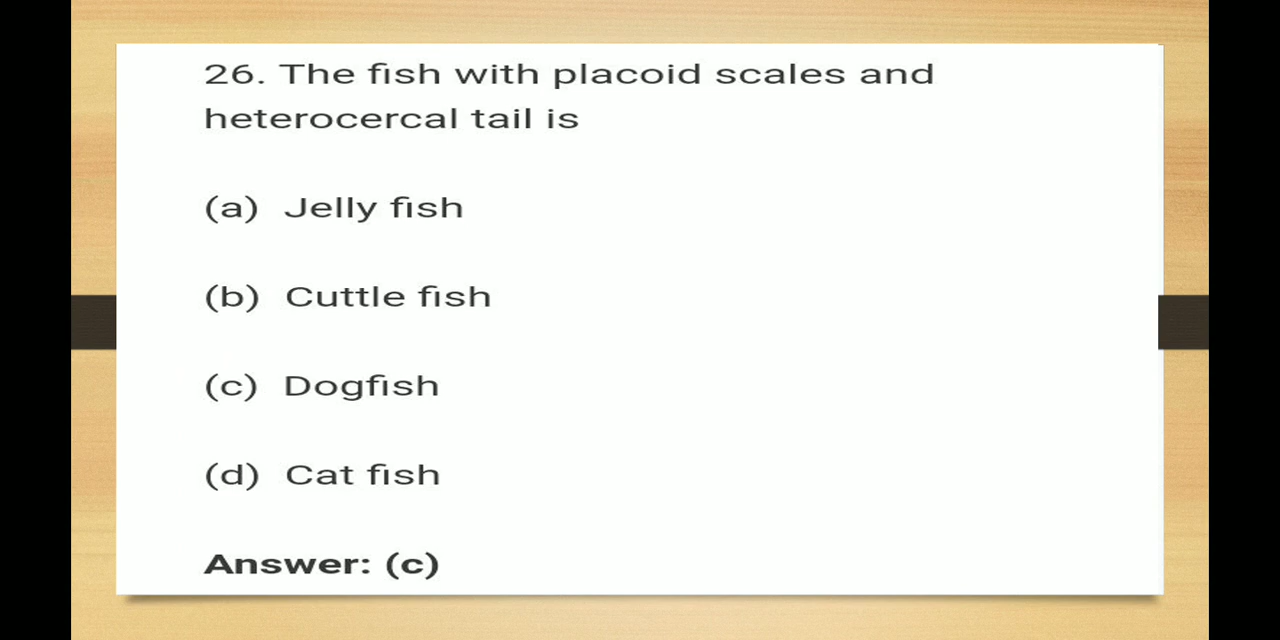 26. The fish with placoid scales and
heterocercal tail is
(a) Jelly fish
(b) Cuttle fish
(c) Dogfish
(d) Cat fish
Answer: (c)